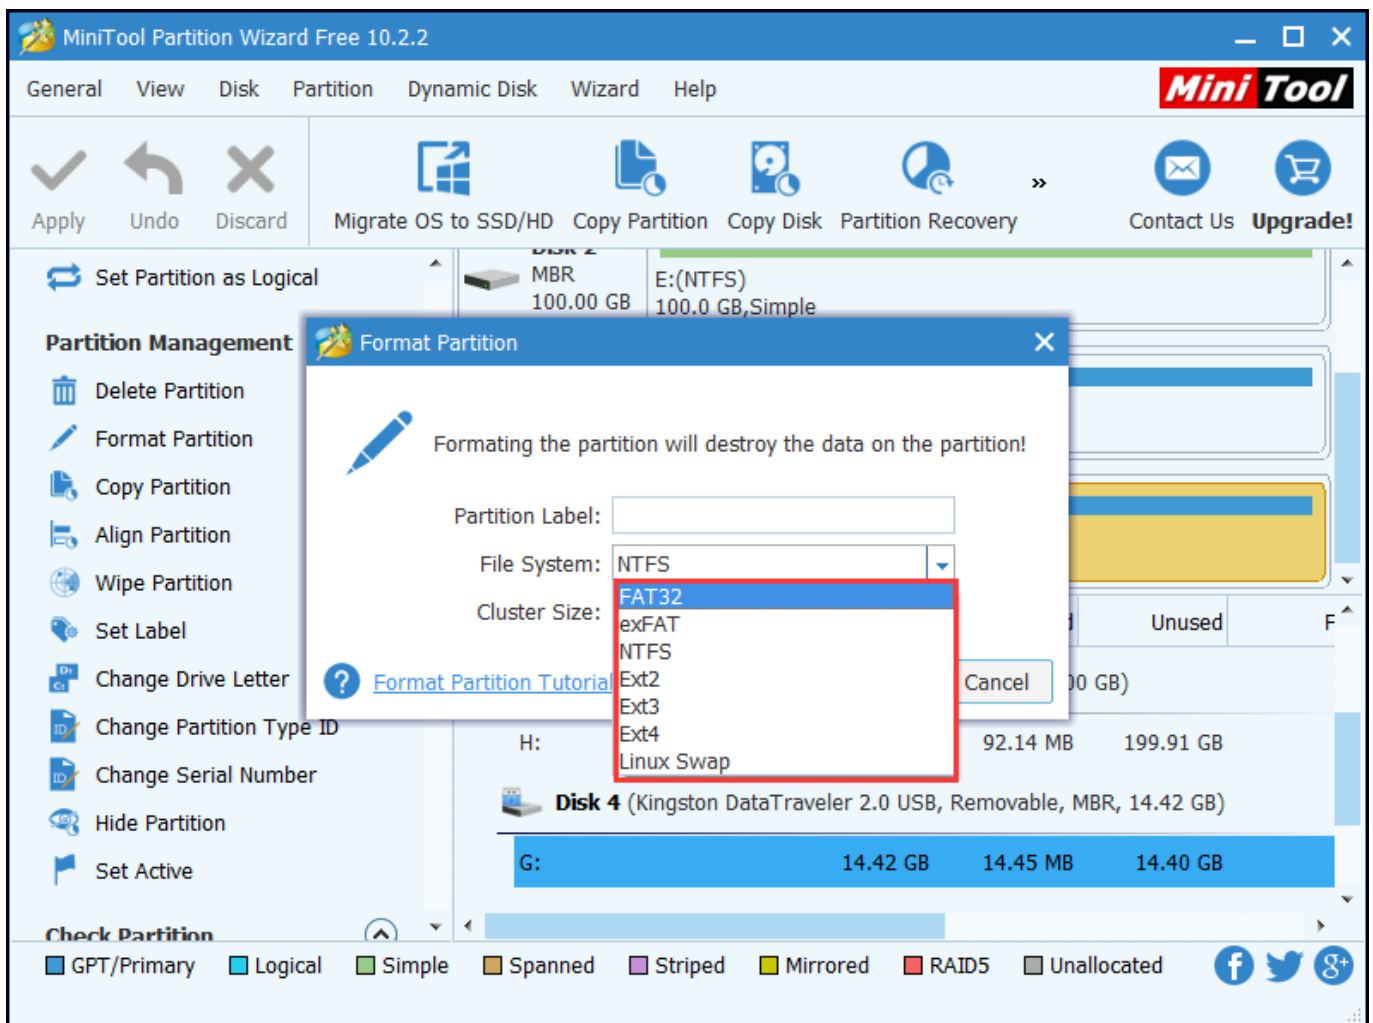 MiniTool Partition Wizard Free 10.2.2
General View Disk Partition Dynamic Disk Wizard Help
Mini Tool
Apply Undo Discard Migrate OS to SSD/HD Copy Partition Copy Disk Partition Recovery » Contact Us Upgrade!
Set Partition as Logical
Partition Management
Delete Partition
Format Partition
Copy Partition
Align Partition
Wipe Partition
Set Label
Change Drive Letter
Change Partition Type ID
Change Serial Number
Hide Partition
Set Active
Check Partition
Disk 2
MBR
100.00 GB
E:(NTFS)
100.0 GB,Simple
Format Partition
Formating the partition will destroy the data on the partition!
Partition Label:
File System: NTFS
Cluster Size:
FAT32
exFAT
NTFS
Ext2
Ext3
Ext4
Linux Swap
Format Partition Tutorial
Cancel
Unused
GB)
H: 92.14 MB 199.91 GB
Disk 4 (Kingston DataTraveler 2.0 USB, Removable, MBR, 14.42 GB)
G: 14.42 GB 14.45 MB 14.40 GB
GPT/Primary Logical Simple Spanned Striped Mirrored RAID5 Unallocated